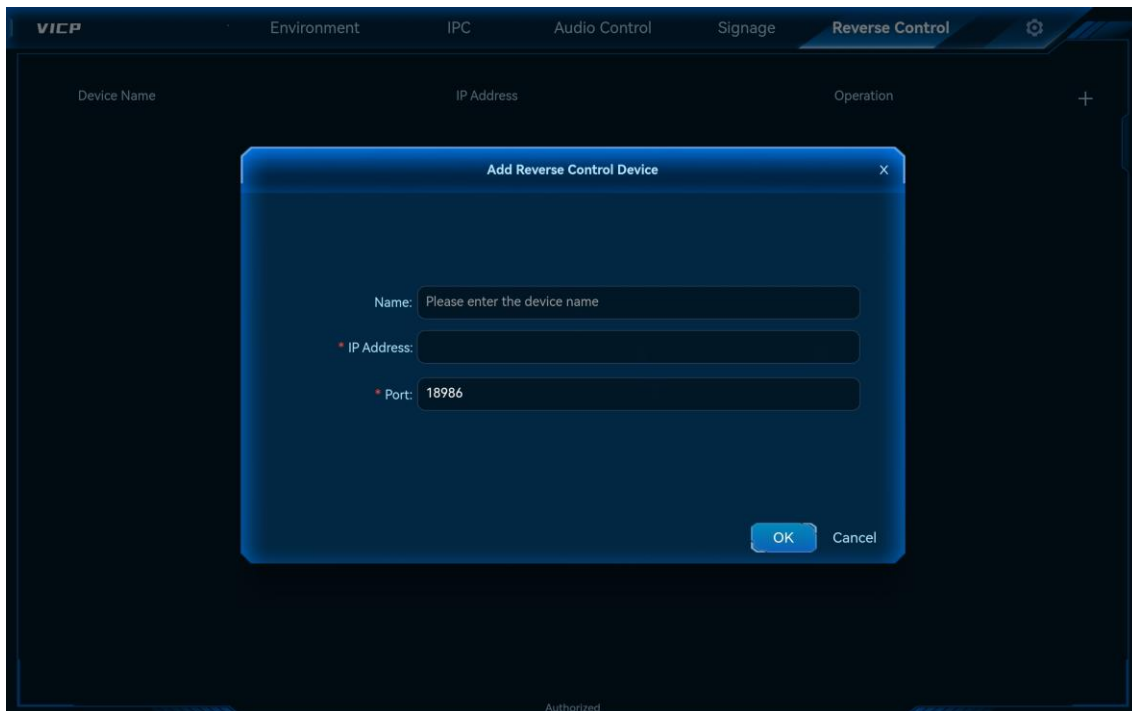 VICP Environment IPC Audio Control Signage Reverse Control
Device Name IP Address Operation +
Add Reverse Control Device X
Name: Please enter the device name
* IP Address:
* Port: 18986
OK Cancel
Authorized